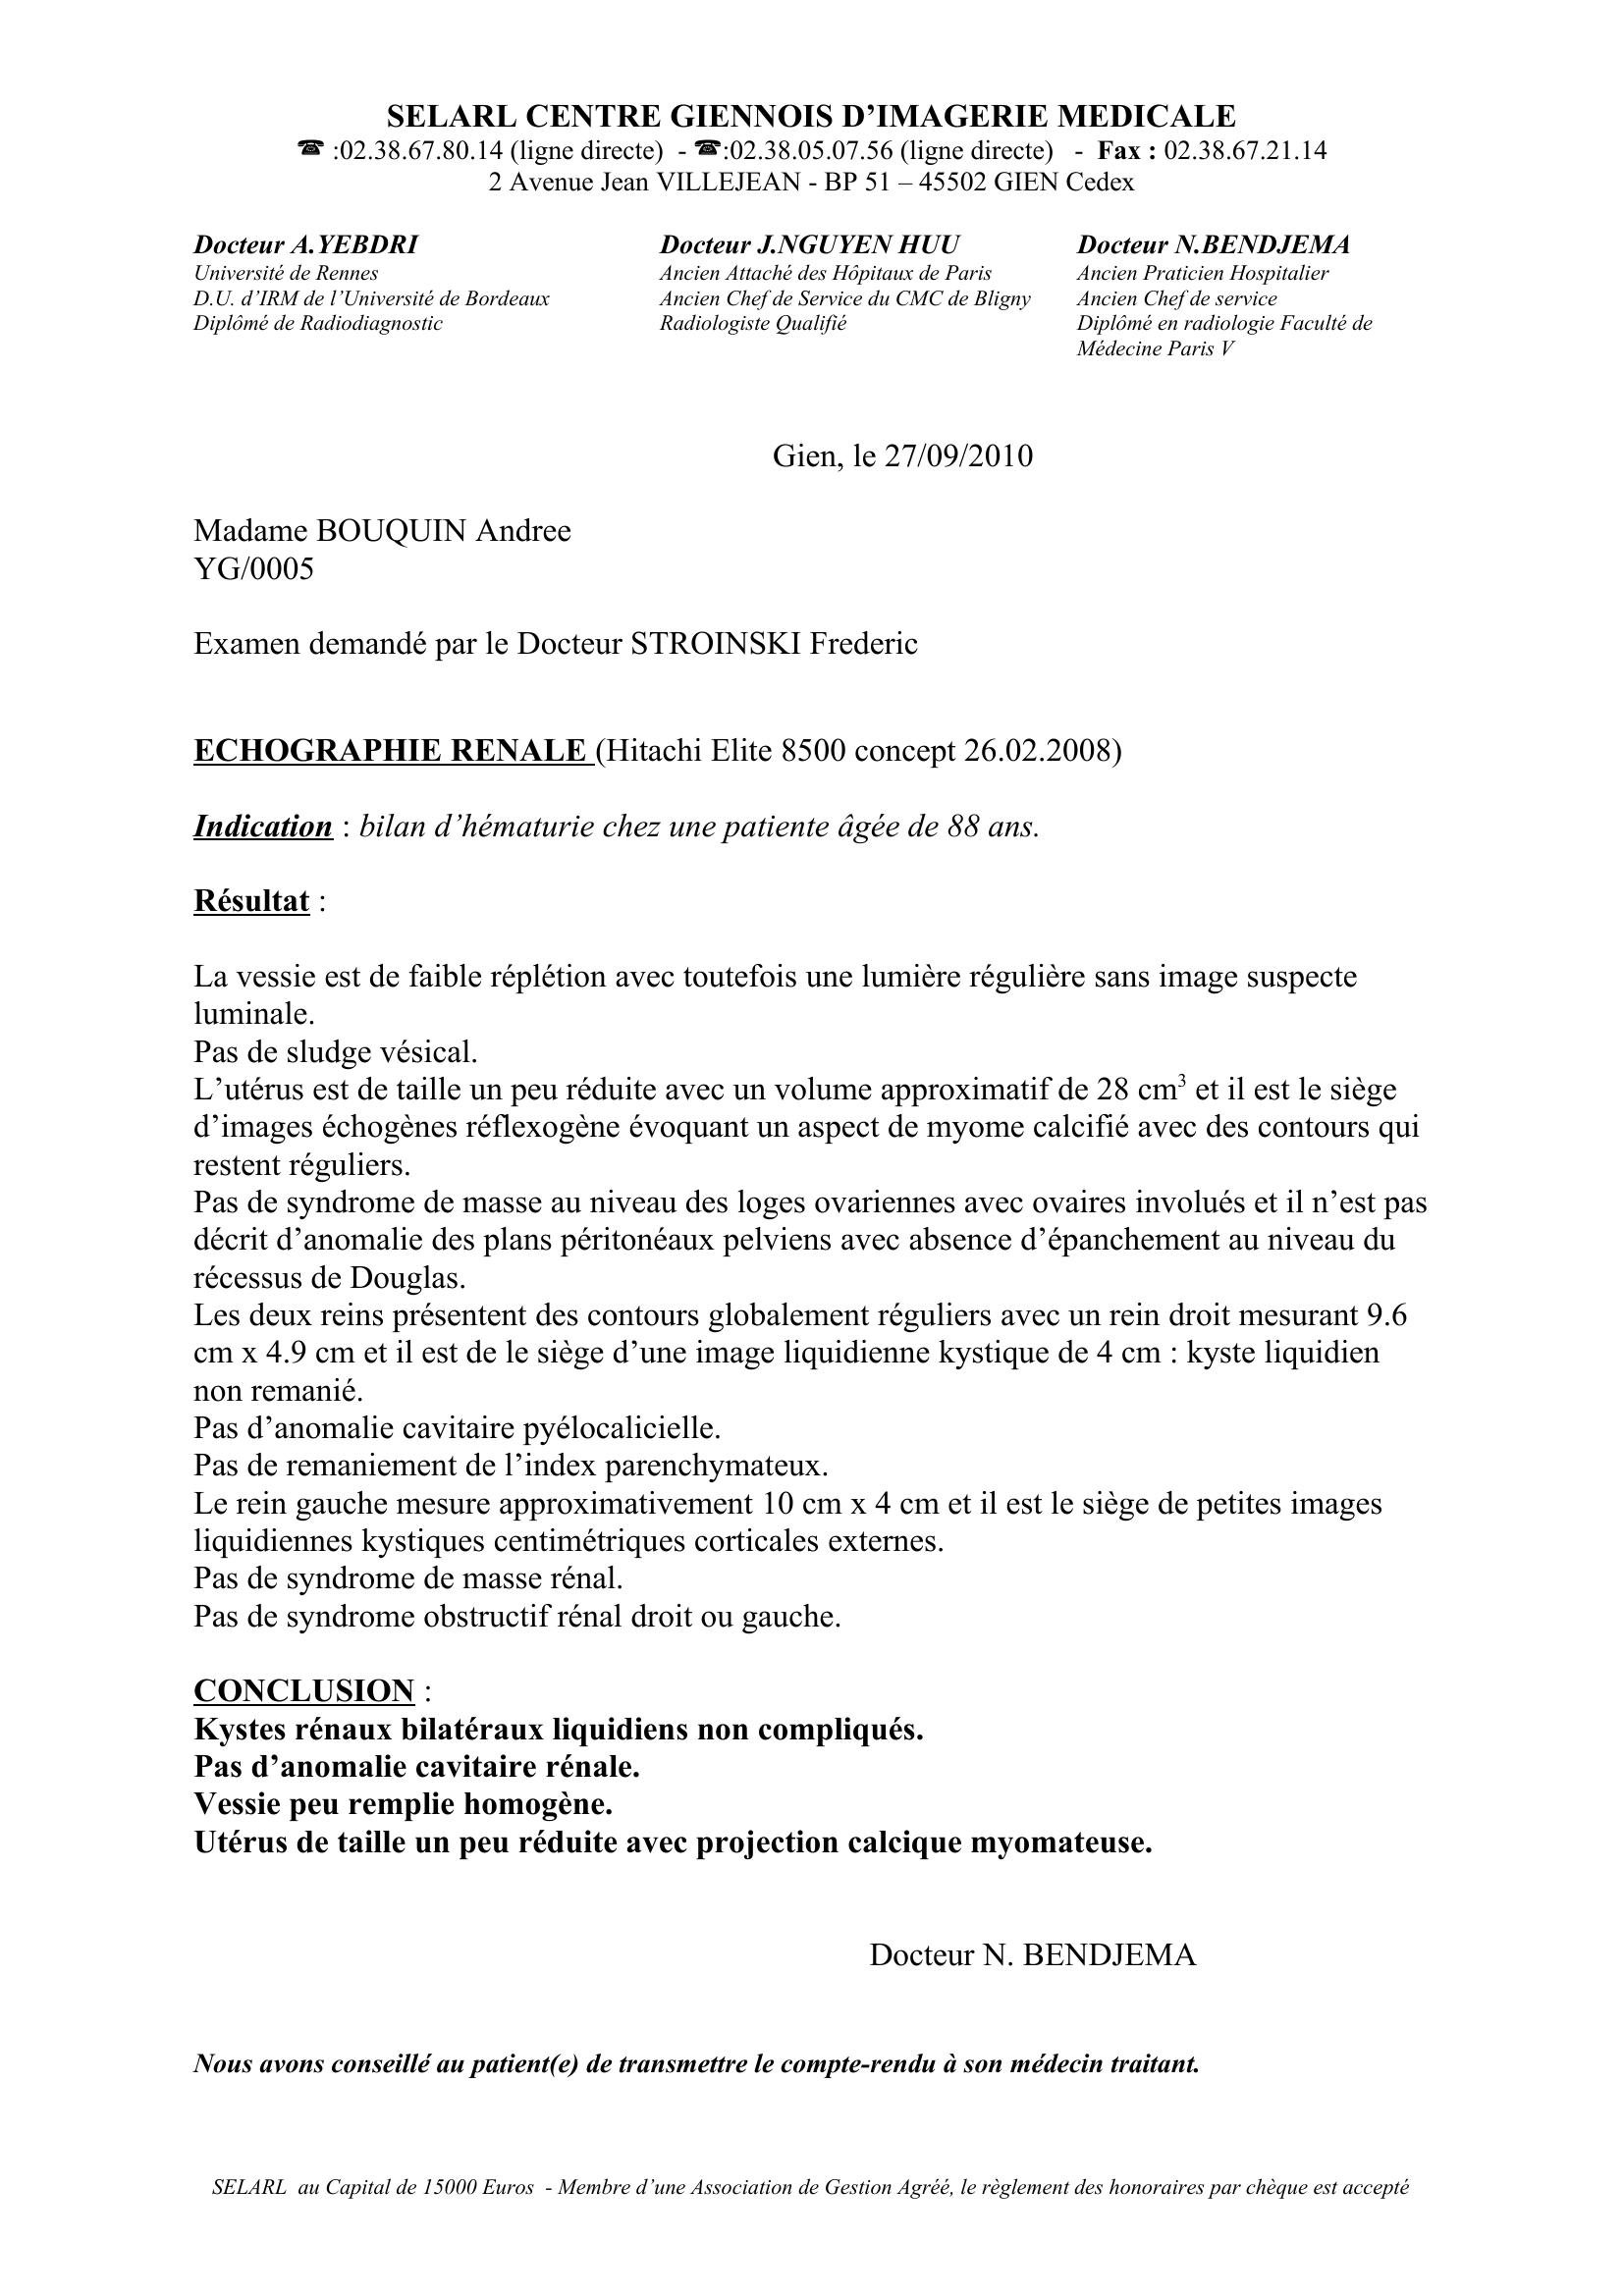 SELARL CENTRE GIENNOIS D’IMAGERIE MEDICALE
☎ :02.38.67.80.14 (ligne directe) - ☎:02.38.05.07.56 (ligne directe) - Fax : 02.38.67.21.14
2 Avenue Jean VILLEJEAN - BP 51 – 45502 GIEN Cedex
Docteur A.YEBDRI
Université de Rennes
D.U. d’IRM de l’Université de Bordeaux
Diplômé de Radiodiagnostic
Docteur J.NGUYEN HUU
Ancien Attaché des Hôpitaux de Paris
Ancien Chef de Service du CMC de Bligny
Radiologiste Qualifié
Docteur N.BENDJEMA
Ancien Praticien Hospitalier
Ancien Chef de service
Diplômé en radiologie Faculté de
Médecine Paris V
Gien, le 27/09/2010
Madame BOUQUIN Andree
YG/0005
Examen demandé par le Docteur STROINSKI Frederic
ECHOGRAPHIE RENALE (Hitachi Elite 8500 concept 26.02.2008)
Indication : bilan d’hématurie chez une patiente âgée de 88 ans.
Résultat :
La vessie est de faible réplétion avec toutefois une lumière régulière sans image suspecte
luminale.
Pas de sludge vésical.
L’utérus est de taille un peu réduite avec un volume approximatif de 28 cm³ et il est le siège
d’images échogènes réflexogène évoquant un aspect de myome calcifié avec des contours qui
restent réguliers.
Pas de syndrome de masse au niveau des loges ovariennes avec ovaires involués et il n’est pas
décrit d’anomalie des plans péritonéaux pelviens avec absence d’épanchement au niveau du
récessus de Douglas.
Les deux reins présentent des contours globalement réguliers avec un rein droit mesurant 9.6
cm x 4.9 cm et il est de le siège d’une image liquidienne kystique de 4 cm : kyste liquidien
non remanié.
Pas d’anomalie cavitaire pyélocalicielle.
Pas de remaniement de l’index parenchymateux.
Le rein gauche mesure approximativement 10 cm x 4 cm et il est le siège de petites images
liquidiennes kystiques centimétriques corticales externes.
Pas de syndrome de masse rénal.
Pas de syndrome obstructif rénal droit ou gauche.
CONCLUSION :
Kystes rénaux bilatéraux liquidiens non compliqués.
Pas d’anomalie cavitaire rénale.
Vessie peu remplie homogène.
Utérus de taille un peu réduite avec projection calcique myomateuse.
Docteur N. BENDJEMA
Nous avons conseillé au patient(e) de transmettre le compte-rendu à son médecin traitant.
SELARL au Capital de 15000 Euros - Membre d’une Association de Gestion Agréé, le règlement des honoraires par chèque est accepté